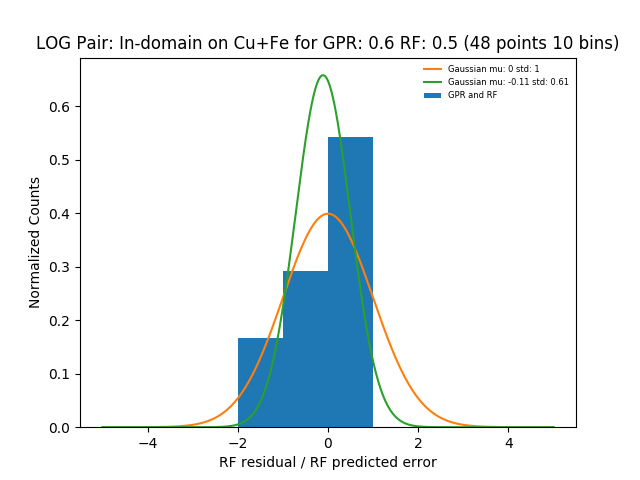 LOG Pair: In-domain on Cu+Fe for GPR: 0.6 RF: 0.5 (48 points 10 bins)
Gaussian mu: 0 std: 1
Gaussian mu: -0.11 std: 0.61
GPR and RF
0.6
0.5
0.4
0.3
0.2
0.1
0.0
Normalized Counts
−4 −2 0 2 4
RF residual / RF predicted error